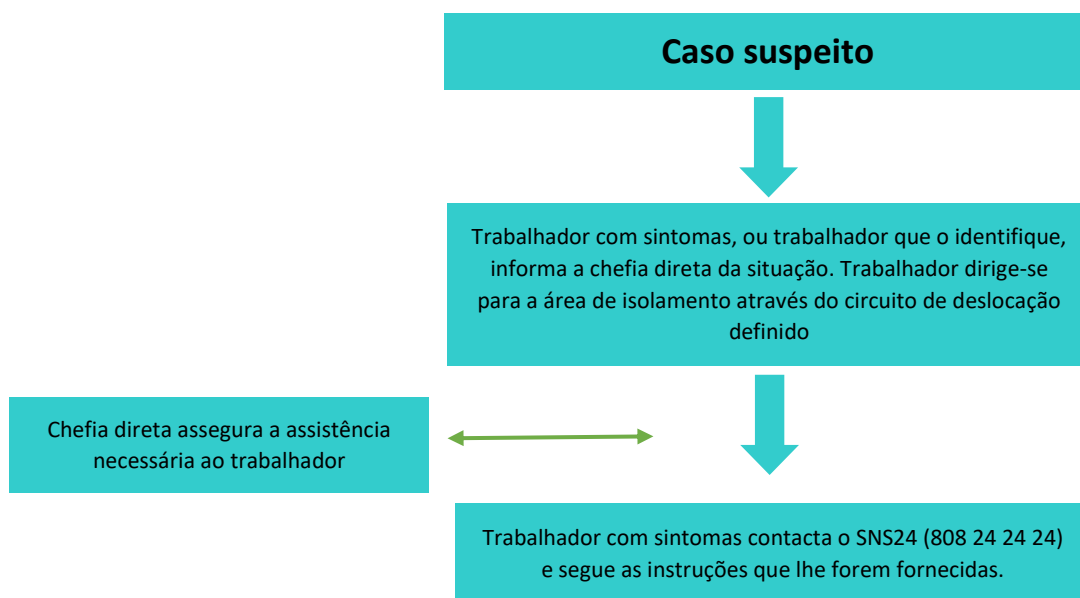 Caso suspeito
Trabalhador com sintomas, ou trabalhador que o identifique,
informa a chefia direta da situação. Trabalhador dirige-se
para a área de isolamento através do circuito de deslocação
definido
Chefia direta assegura a assistência
necessária ao trabalhador
Trabalhador com sintomas contacta o SNS24 (808 24 24 24)
e segue as instruções que lhe forem fornecidas.